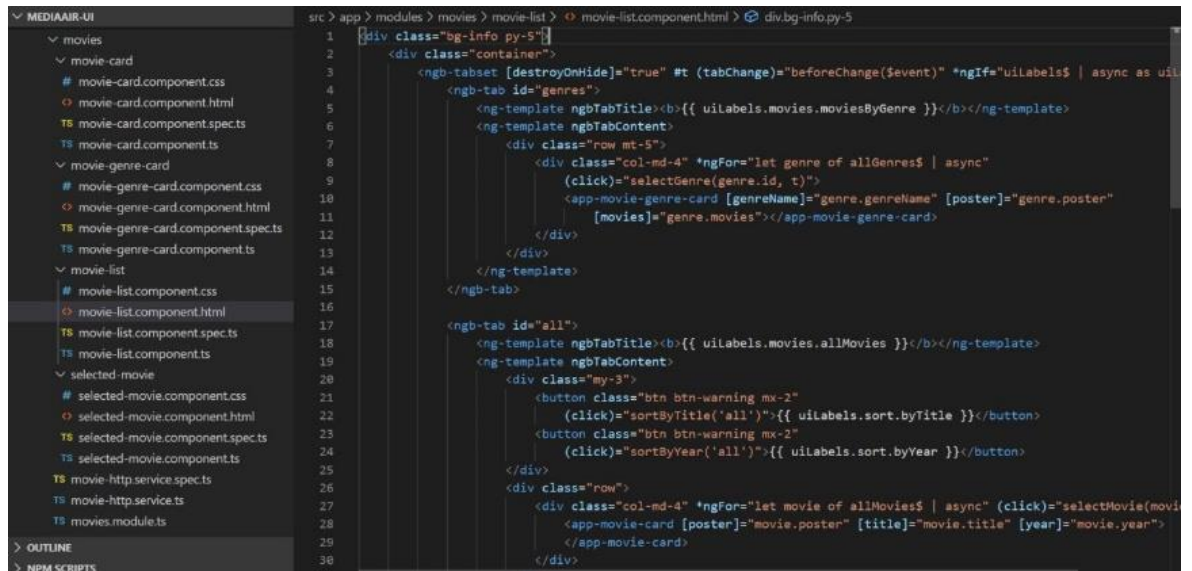 MEDIAAIR-UI
movies
movie-card
# movie-card.component.css
<> movie-card.component.html
TS movie-card.component.spec.ts
TS movie-card.component.ts
movie-genre-card
# movie-genre-card.component.css
<> movie-genre-card.component.html
TS movie-genre-card.component.spec.ts
TS movie-genre-card.component.ts
movie-list
# movie-list.component.css
<> movie-list.component.html
TS movie-list.component.spec.ts
TS movie-list.component.ts
selected-movie
# selected-movie.component.css
<> selected-movie.component.html
TS selected-movie.component.spec.ts
TS selected-movie.component.ts
TS movie-http.service.spec.ts
TS movie-http.service.ts
TS movies.module.ts
> OUTLINE
> NPM SCRIPTS
src > app > modules > movies > movie-list > <> movie-list.component.html > div.bg-info.py-5
1 <div class="bg-info py-5">
2 <div class="container">
3 <ngb-tabset [destroyOnHide]="true" #t (tabChange)="beforeChange($event)" *ngIf="uiLabels$ | async as uiL
4 <ngb-tab id="genres">
5 <ng-template ngbTabTitle><b>{{ uiLabels.movies.moviesByGenre }}</b></ng-template>
6 <ng-template ngbTabContent>
7 <div class="row mt-5">
8 <div class="col-md-4" *ngFor="let genre of allGenres$ | async"
9 (click)="selectGenre(genre.id, t)">
10 <app-movie-genre-card [genreName]="genre.genreName" [poster]="genre.poster"
11 [movies]="genre.movies"></app-movie-genre-card>
12 </div>
13 </div>
14 </ng-template>
15 </ngb-tab>
16
17 <ngb-tab id="all">
18 <ng-template ngbTabTitle><b>{{ uiLabels.movies.allMovies }}</b></ng-template>
19 <ng-template ngbTabContent>
20 <div class="my-3">
21 <button class="btn btn-warning mx-2"
22 (click)="sortByTitle('all')">{{ uiLabels.sort.byTitle }}</button>
23 <button class="btn btn-warning mx-2"
24 (click)="sortByYear('all')">{{ uiLabels.sort.byYear }}</button>
25 </div>
26 <div class="row">
27 <div class="col-md-4" *ngFor="let movie of allMovies$ | async" (click)="selectMovie(movi
28 <app-movie-card [poster]="movie.poster" [title]="movie.title" [year]="movie.year">
29 </app-movie-card>
30 </div>